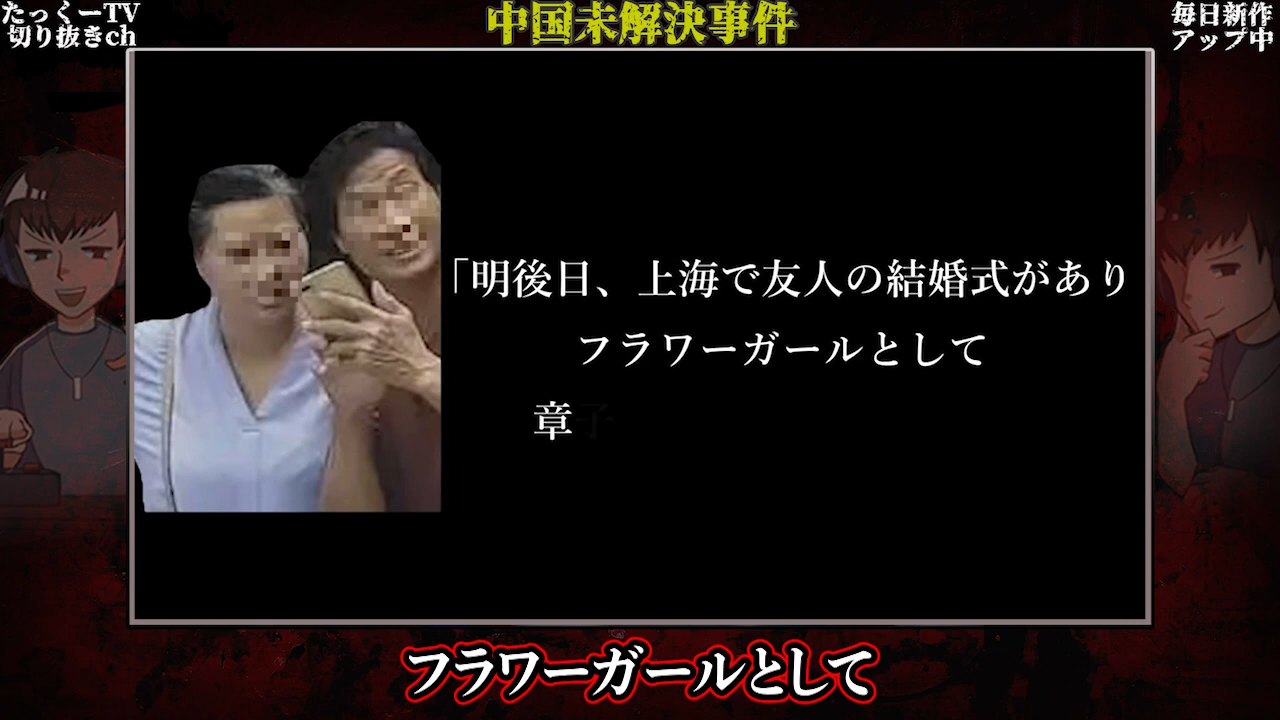 たっくーTV
切り抜きch
中国未解決事件
毎日新作
アップ中
「明後日、上海で友人の結婚式があり
フラワーガールとして
章子
フラワーガールとして